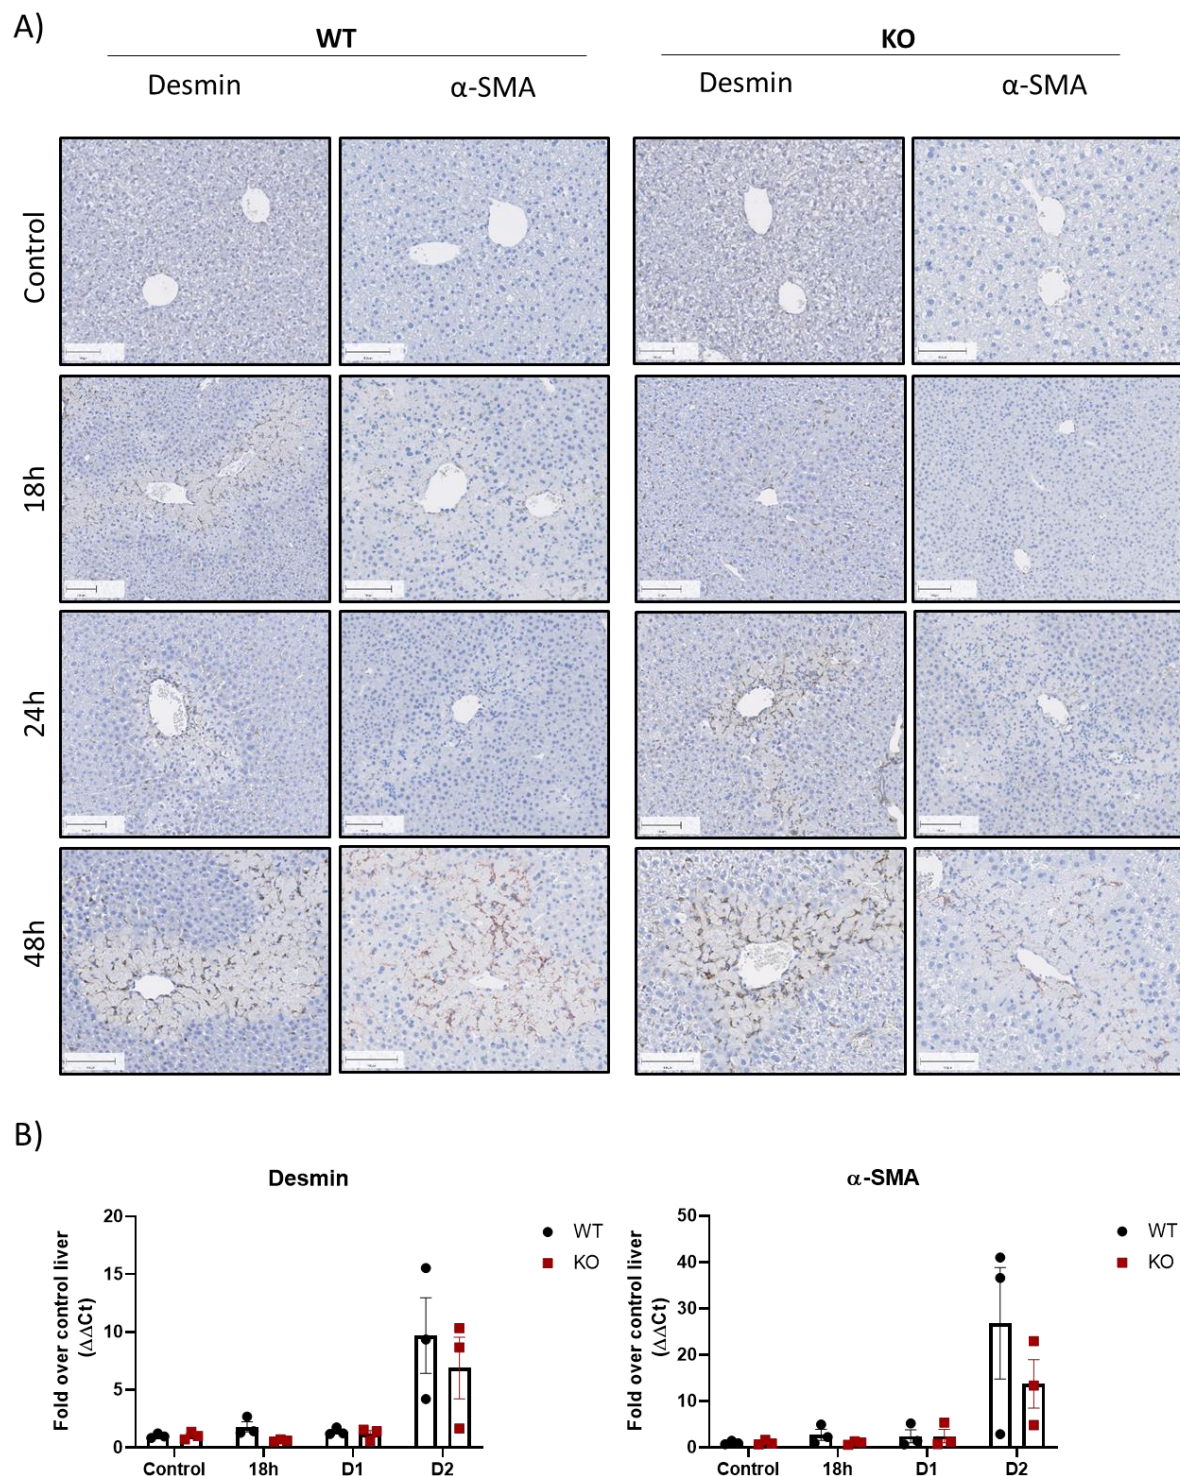 A)
WT
KO
Desmin
α-SMA
Desmin
α-SMA
Control
18h
24h
48h
B)
Desmin
Fold over control liver
(ΔΔCt)
20
15
10
5
0
Control 18h D1 D2
WT
KO
α-SMA
Fold over control liver
(ΔΔCt)
50
40
30
20
10
0
Control 18h D1 D2
WT
KO